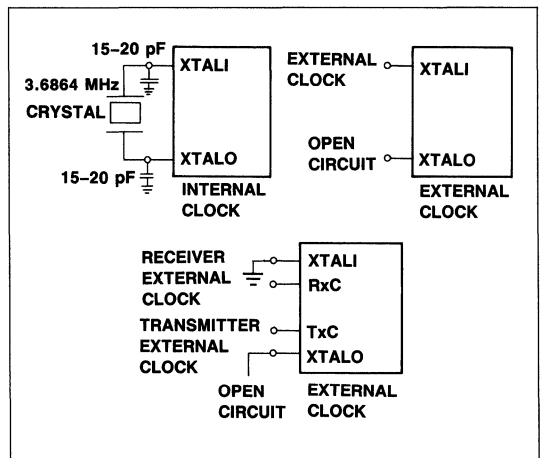 15–20 pF
XTALI
3.6864 MHz
CRYSTAL
XTALO
15–20 pF
INTERNAL
CLOCK
EXTERNAL
CLOCK
XTALI
OPEN
CIRCUIT
XTALO
EXTERNAL
CLOCK
RECEIVER
EXTERNAL
CLOCK
XTALI
RxC
TRANSMITTER
EXTERNAL
CLOCK
TxC
XTALO
OPEN
CIRCUIT
EXTERNAL
CLOCK